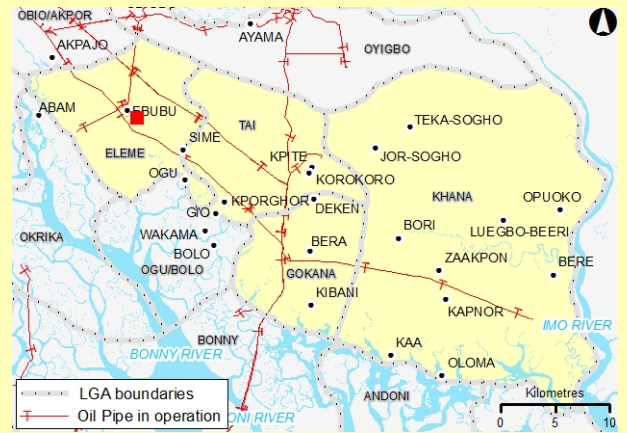 OBIO/AKPOR
AYAMA
AKPAJO
OYIGBO
ABAM
EBUBU
TEKA-SOGHO
TAI
SIME
ELEME
JOR-SOGHO
KPITE
OGU
KOROKORO
KHANA
KPORGHOR
DEKEN
OPUOKO
GIO
OKRIKA
WAKAMA
BORI
LUEGBO-BEERI
BOLO
BERA
OGU/BOLO
ZAAKPON
BERE
GOKANA
KIBANI
KAPNOR
IMO RIVER
BONNY
BONNY RIVER
KAA
OLOMA
ANDONI
LGA boundaries
Oil Pipe in operation
ONI RIVER
Kilometres
0 5 10